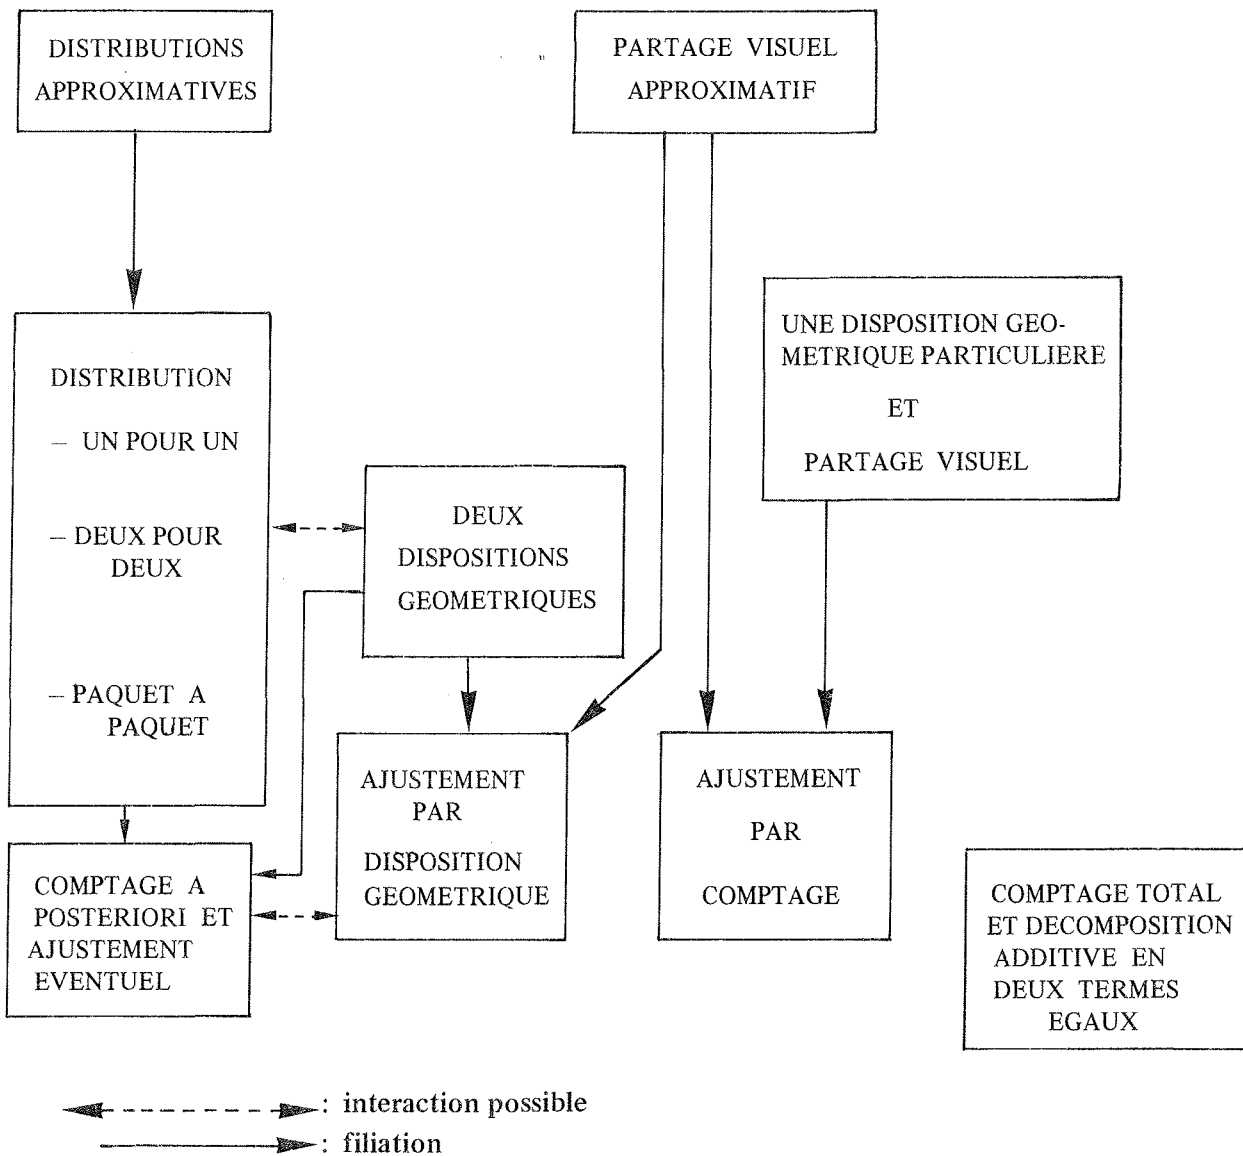 DISTRIBUTIONS
APPROXIMATIVES
PARTAGE VISUEL
APPROXIMATIF
UNE DISPOSITION GEO-
METRIQUE PARTICULIERE
ET
PARTAGE VISUEL
DISTRIBUTION
– UN POUR UN
– DEUX POUR
DEUX
– PAQUET A
PAQUET
DEUX
DISPOSITIONS
GEOMETRIQUES
AJUSTEMENT
PAR
DISPOSITION
GEOMETRIQUE
AJUSTEMENT
PAR
COMPTAGE
COMPTAGE A
POSTERIORI ET
AJUSTEMENT
EVENTUEL
COMPTAGE TOTAL
ET DECOMPOSITION
ADDITIVE EN
DEUX TERMES
EGAUX
: interaction possible
: filiation